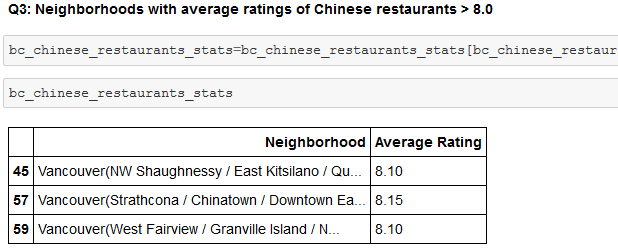 Q3: Neighborhoods with average ratings of Chinese restaurants > 8.0
bc_chinese_restaurants_stats=bc_chinese_restaurants_stats[bc_chinese_restaur
bc_chinese_restaurants_stats
Neighborhood Average Rating
45 Vancouver(NW Shaughnessy / East Kitsilano / Qu... 8.10
57 Vancouver(Strathcona / Chinatown / Downtown Ea... 8.15
59 Vancouver(West Fairview / Granville Island / N... 8.10